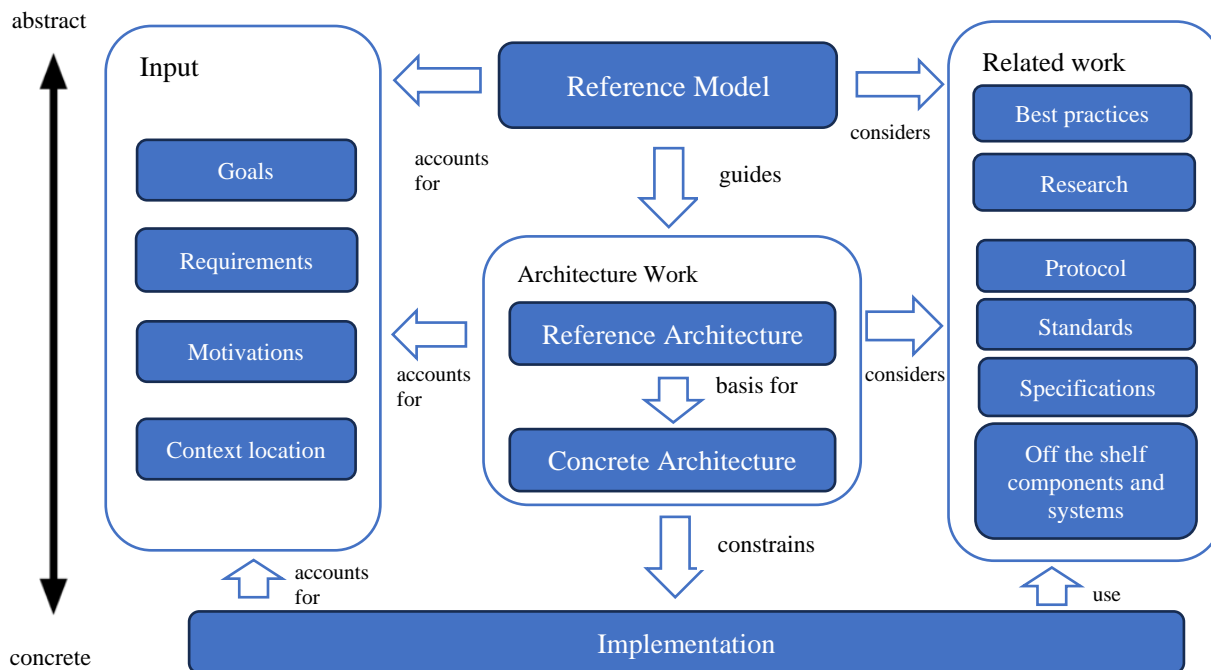 abstract
Input
Reference Model
Related work
Best practices
considers
accounts
for
Goals
guides
Research
Requirements
Architecture Work
Protocol
Motivations
Reference Architecture
Standards
accounts
for
basis for
considers
Specifications
Context location
Concrete Architecture
Off the shelf
components and
systems
constrains
accounts
for
use
Implementation
concrete